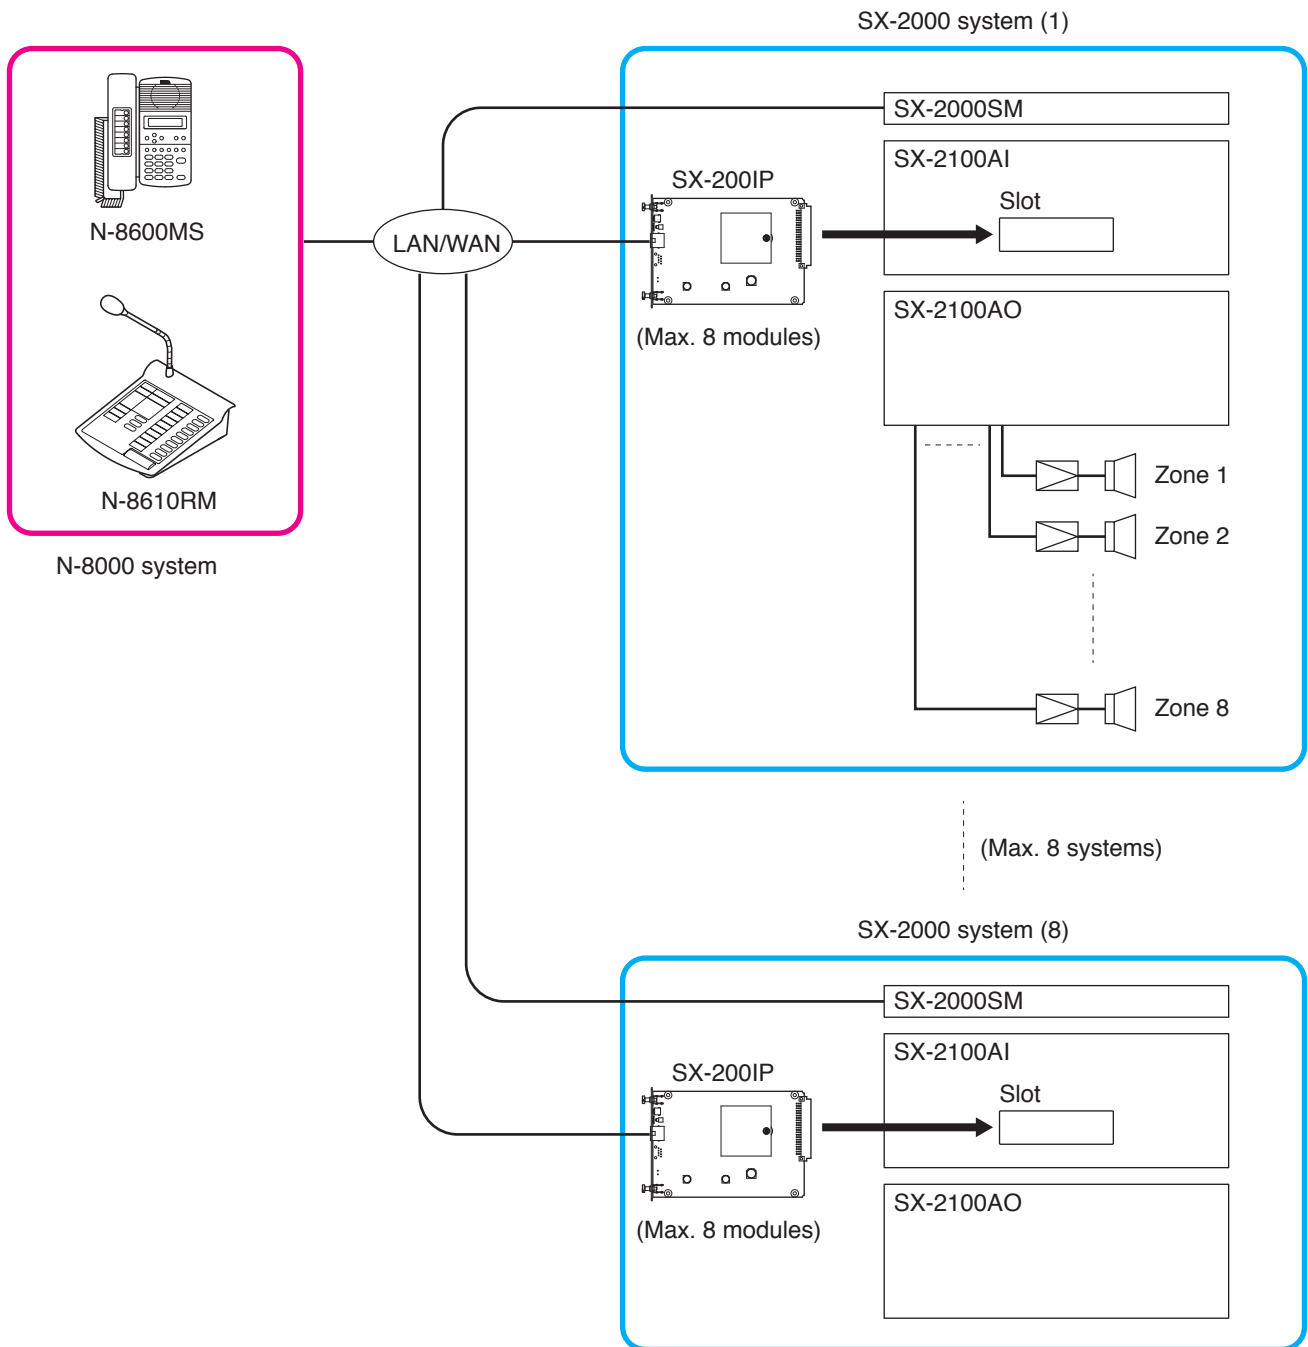 SX-2000 system (1)
N-8600MS
N-8610RM
N-8000 system
LAN/WAN
SX-2000SM
SX-2100AI
Slot
SX-200IP
(Max. 8 modules)
SX-2100AO
Zone 1
Zone 2
Zone 8
(Max. 8 systems)
SX-2000 system (8)
SX-2000SM
SX-2100AI
Slot
SX-200IP
(Max. 8 modules)
SX-2100AO